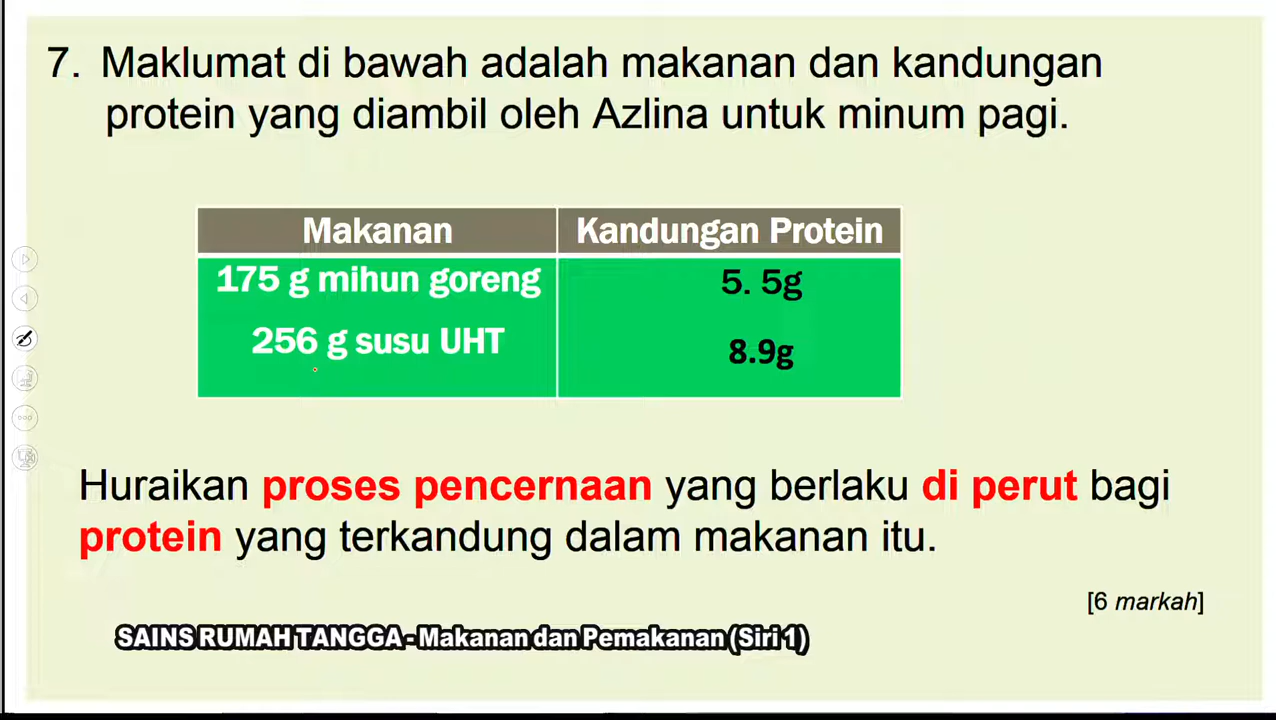 7. Maklumat di bawah adalah makanan dan kandungan
protein yang diambil oleh Azlina untuk minum pagi.
Makanan Kandungan Protein
175 g mihun goreng 5. 5g
256 g susu UHT 8.9g
Huraikan proses pencernaan yang berlaku di perut bagi
protein yang terkandung dalam makanan itu.
[6 markah]
SAINS RUMAH TANGGA - Makanan dan Pemakanan (Siri 1)